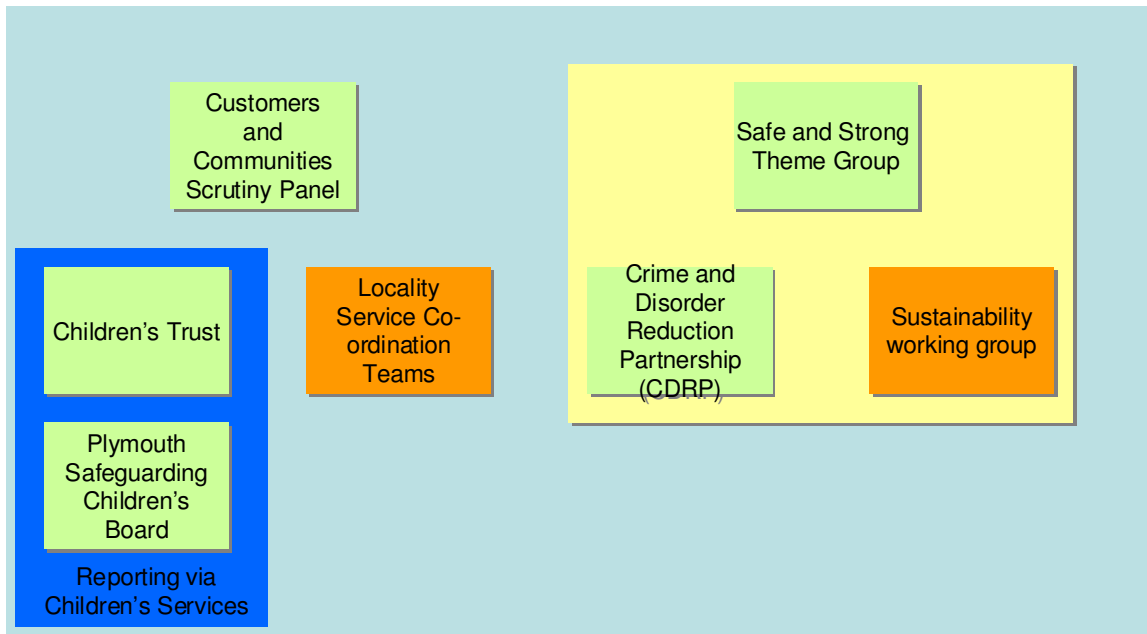 Customers
and
Communities
Scrutiny Panel
Safe and Strong
Theme Group
Children's Trust
Locality
Service Co-
ordination
Teams
Crime and
Disorder
Reduction
Partnership
(CDRP)
Sustainability
working group
Plymouth
Safeguarding
Children's
Board
Reporting via
Children's Services